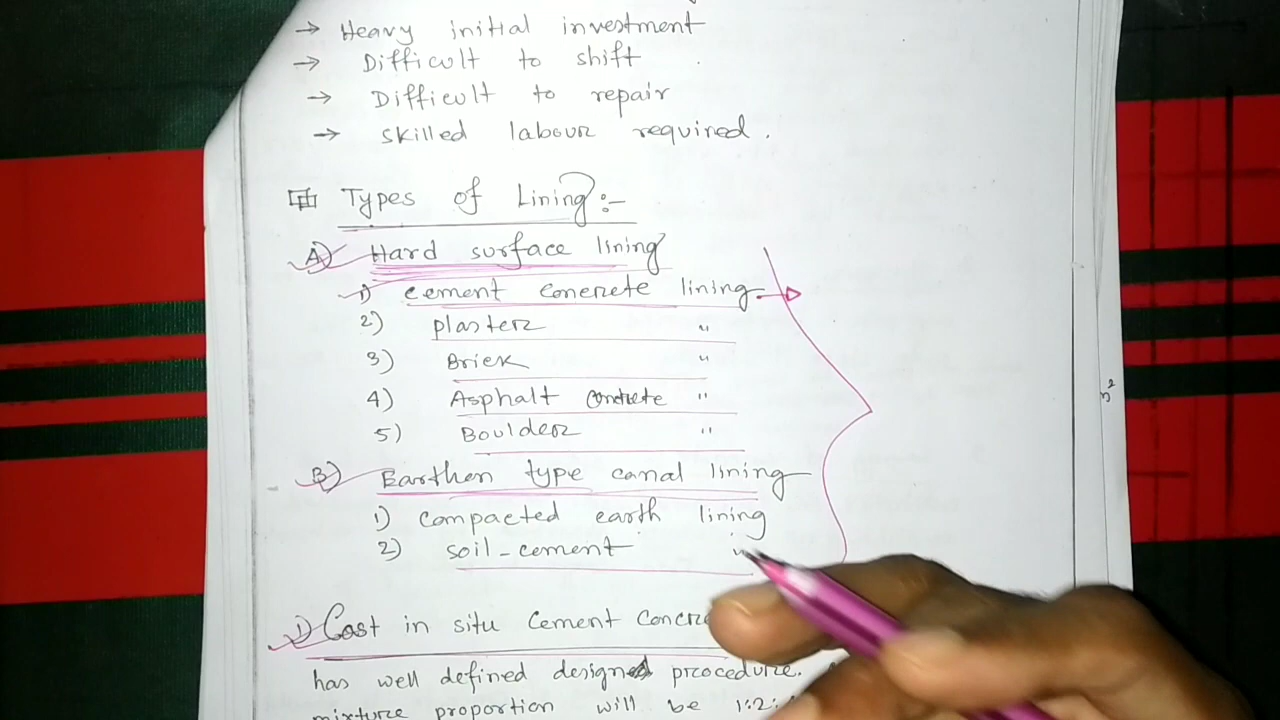 → Heavy initial investment
→ Difficult to shift
→ Difficult to repair
→ skilled labour required.
Types of Lining:-
A) Hard surface lining
1) cement concrete lining
2) plaster "
3) Brick "
4) Asphalt concrete "
5) Boulder "
B) Earthen type canal lining
1) compacted earth lining
2) soil-cement "
1) Cast in situ cement
has well defined designed procedure.
mixture proportion will be 1:2: